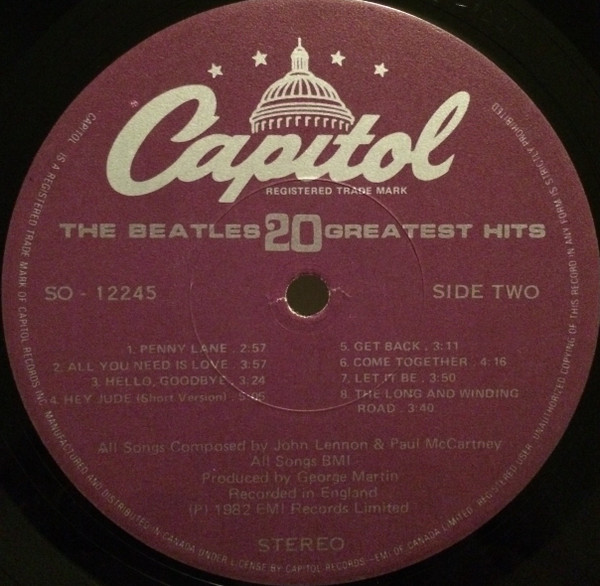 Capitol
REGISTERED TRADE MARK
THE BEATLES 20 GREATEST HITS
SO - 12245
SIDE TWO
1. PENNY LANE . 2:57
2. ALL YOU NEED IS LOVE . 3:57
3. HELLO, GOODBYE . 3:24
4. HEY JUDE (Short Version) . 5:05
5. GET BACK . 3:11
6. COME TOGETHER . 4:16
7. LET IT BE . 3:50
8. THE LONG AND WINDING
ROAD . 3:40
All Songs Composed by John Lennon & Paul McCartney
All Songs BMI
Produced by George Martin
Recorded in England
(P) 1982 EMI Records Limited
STEREO
CAPITOL IS A REGISTERED TRADE MARK OF CAPITOL RECORDS INC. MANUFACTURED AND DISTRIBUTED IN CANADA UNDER LICENSE BY CAPITOL RECORDS-EMI OF CANADA LIMITED. REGISTERED USER. UNAUTHORIZED COPYING OF THIS RECORD IN ANY FORM IS STRICTLY PROHIBITED